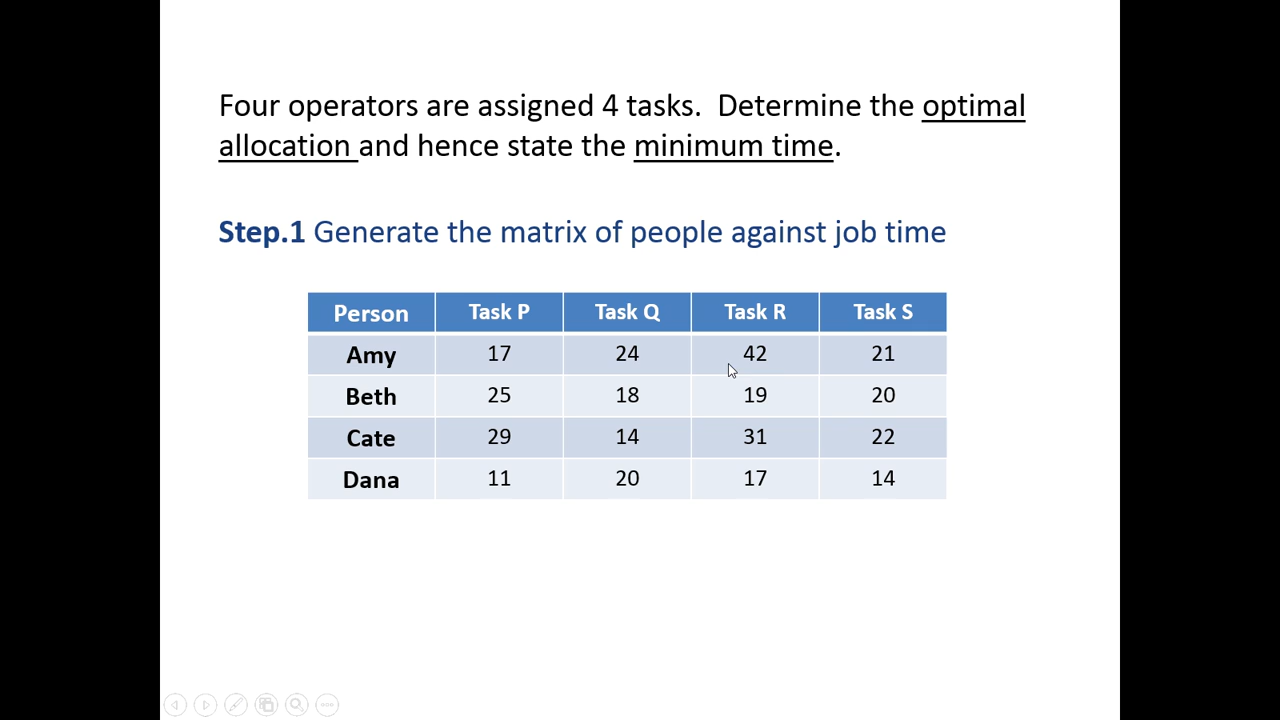 Four operators are assigned 4 tasks. Determine the optimal
allocation and hence state the minimum time.
Step.1 Generate the matrix of people against job time
Person Task P Task Q Task R Task S
Amy 17 24 42 21
Beth 25 18 19 20
Cate 29 14 31 22
Dana 11 20 17 14